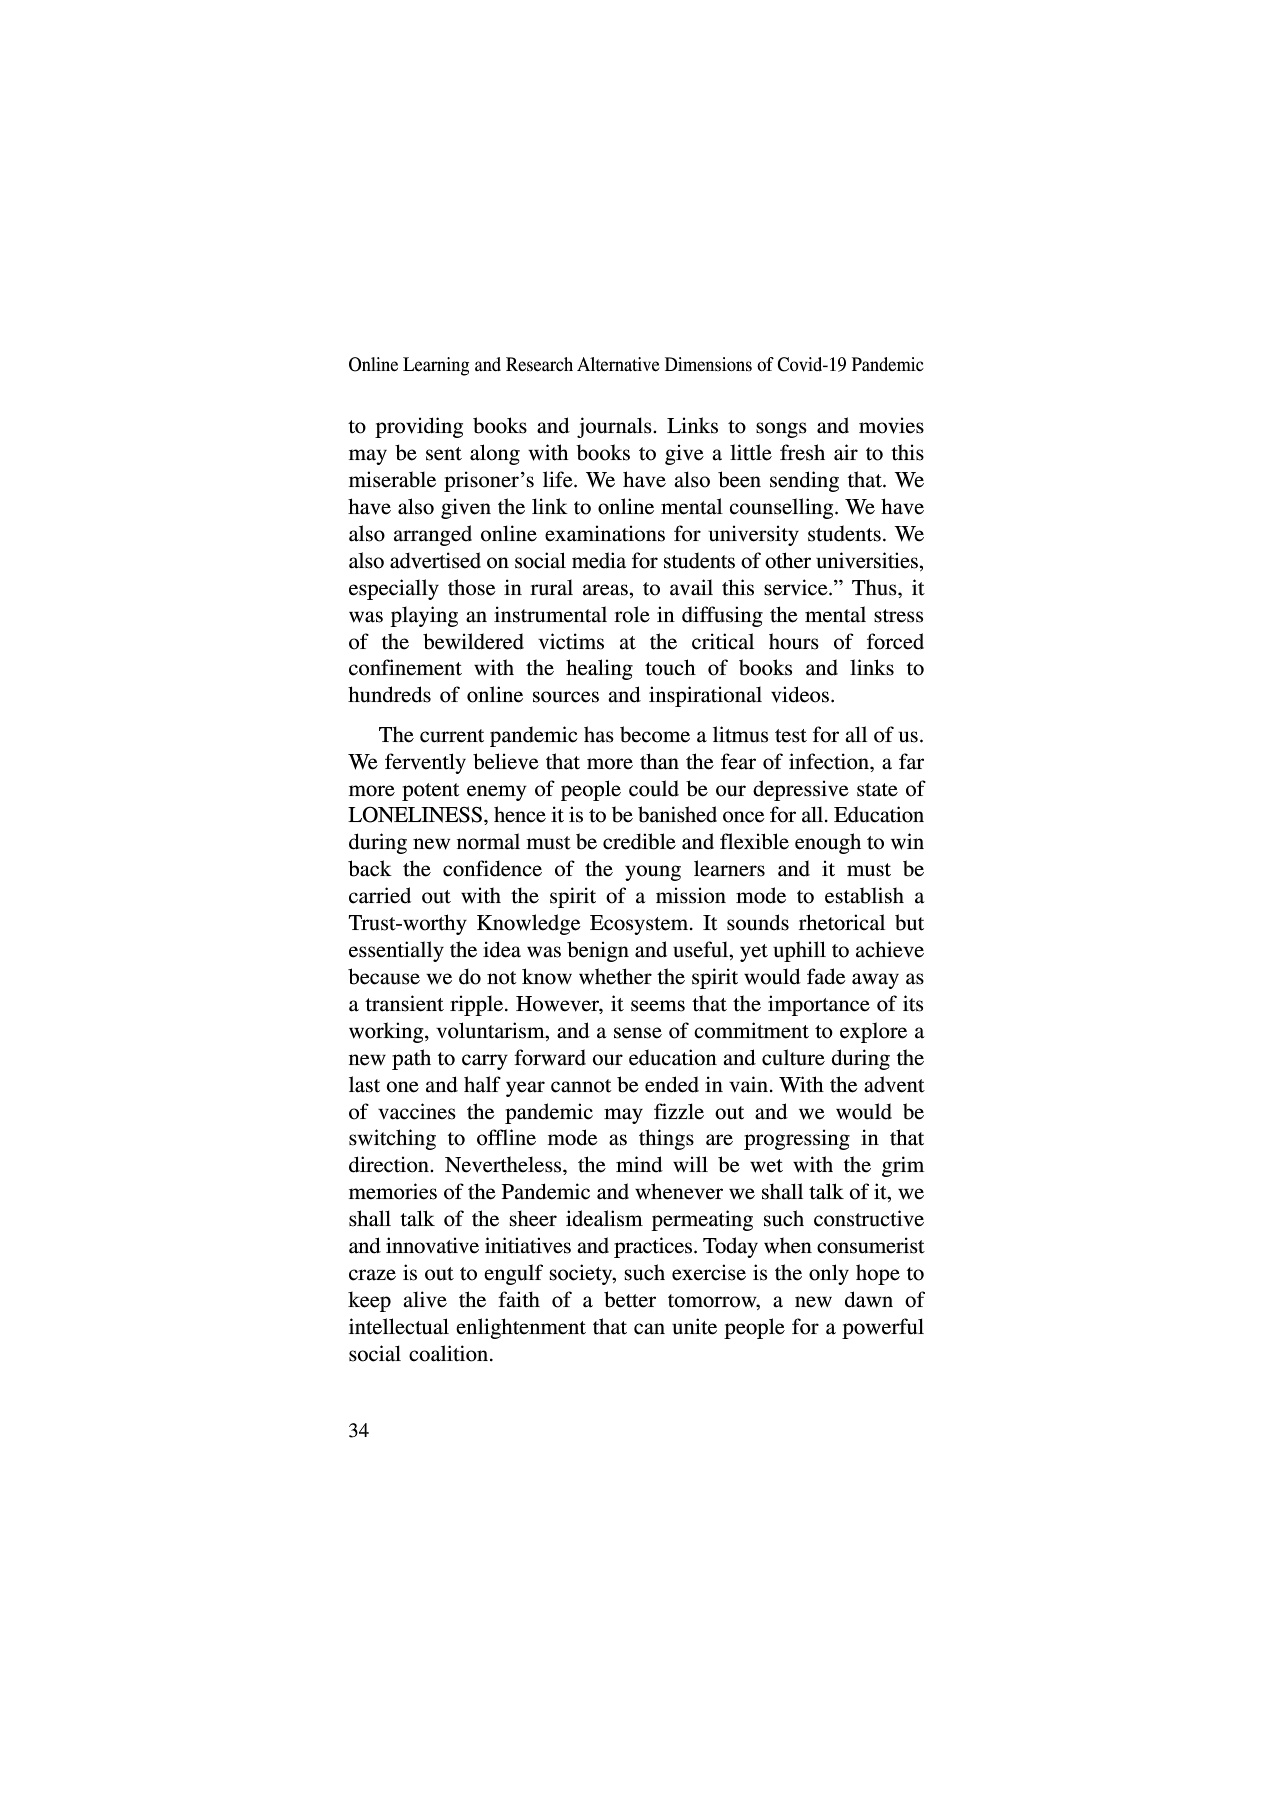 Online Learning and Research Alternative Dimensions of Covid-19 Pandemic
to providing books and journals. Links to songs and movies
may be sent along with books to give a little fresh air to this
miserable prisoner’s life. We have also been sending that. We
have also given the link to online mental counselling. We have
also arranged online examinations for university students. We
also advertised on social media for students of other universities,
especially those in rural areas, to avail this service.” Thus, it
was playing an instrumental role in diffusing the mental stress
of the bewildered victims at the critical hours of forced
confinement with the healing touch of books and links to
hundreds of online sources and inspirational videos.
The current pandemic has become a litmus test for all of us.
We fervently believe that more than the fear of infection, a far
more potent enemy of people could be our depressive state of
LONELINESS, hence it is to be banished once for all. Education
during new normal must be credible and flexible enough to win
back the confidence of the young learners and it must be
carried out with the spirit of a mission mode to establish a
Trust-worthy Knowledge Ecosystem. It sounds rhetorical but
essentially the idea was benign and useful, yet uphill to achieve
because we do not know whether the spirit would fade away as
a transient ripple. However, it seems that the importance of its
working, voluntarism, and a sense of commitment to explore a
new path to carry forward our education and culture during the
last one and half year cannot be ended in vain. With the advent
of vaccines the pandemic may fizzle out and we would be
switching to offline mode as things are progressing in that
direction. Nevertheless, the mind will be wet with the grim
memories of the Pandemic and whenever we shall talk of it, we
shall talk of the sheer idealism permeating such constructive
and innovative initiatives and practices. Today when consumerist
craze is out to engulf society, such exercise is the only hope to
keep alive the faith of a better tomorrow, a new dawn of
intellectual enlightenment that can unite people for a powerful
social coalition.
34